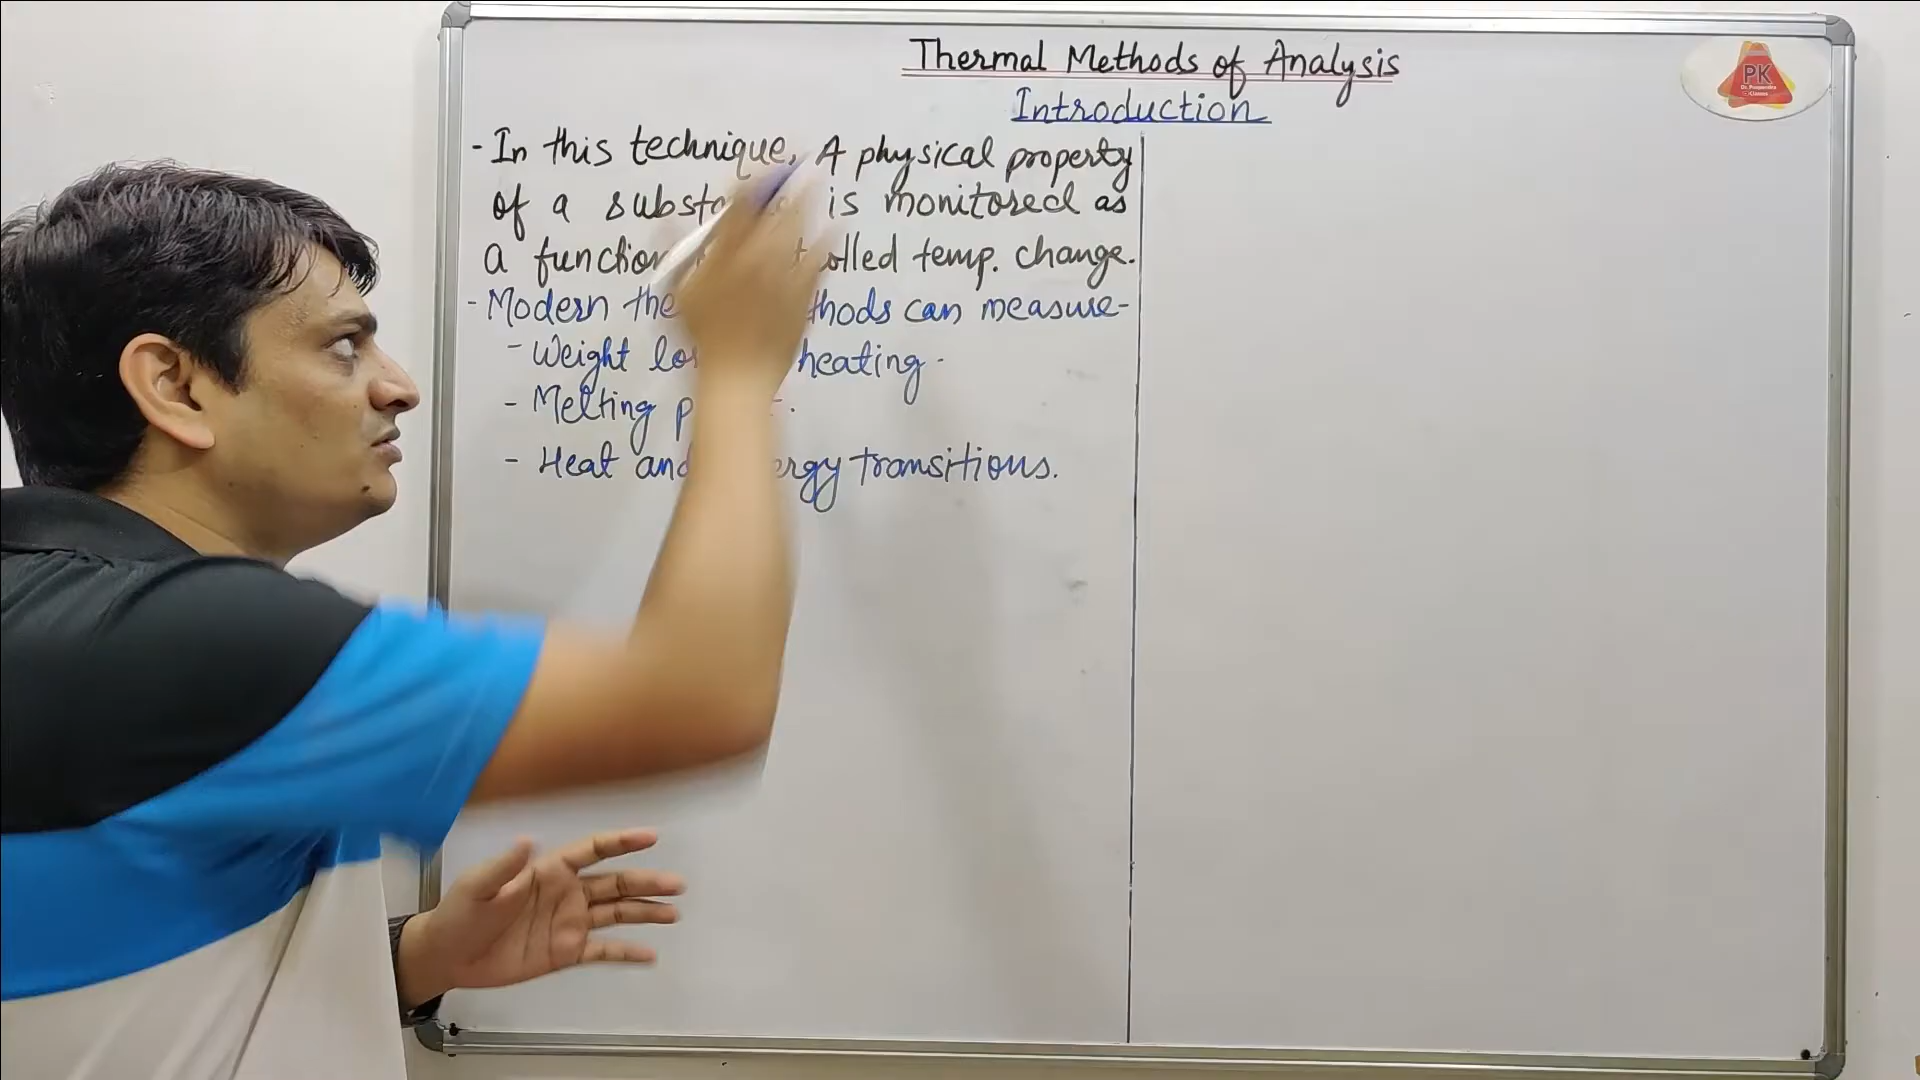 Thermal Methods of Analysis
Introduction
PK
- In this technique, A physical property
of a is monitored as
a temp. change.
- Modern can measure-
- Weight heating.
- Melting
- Heat and transitions.